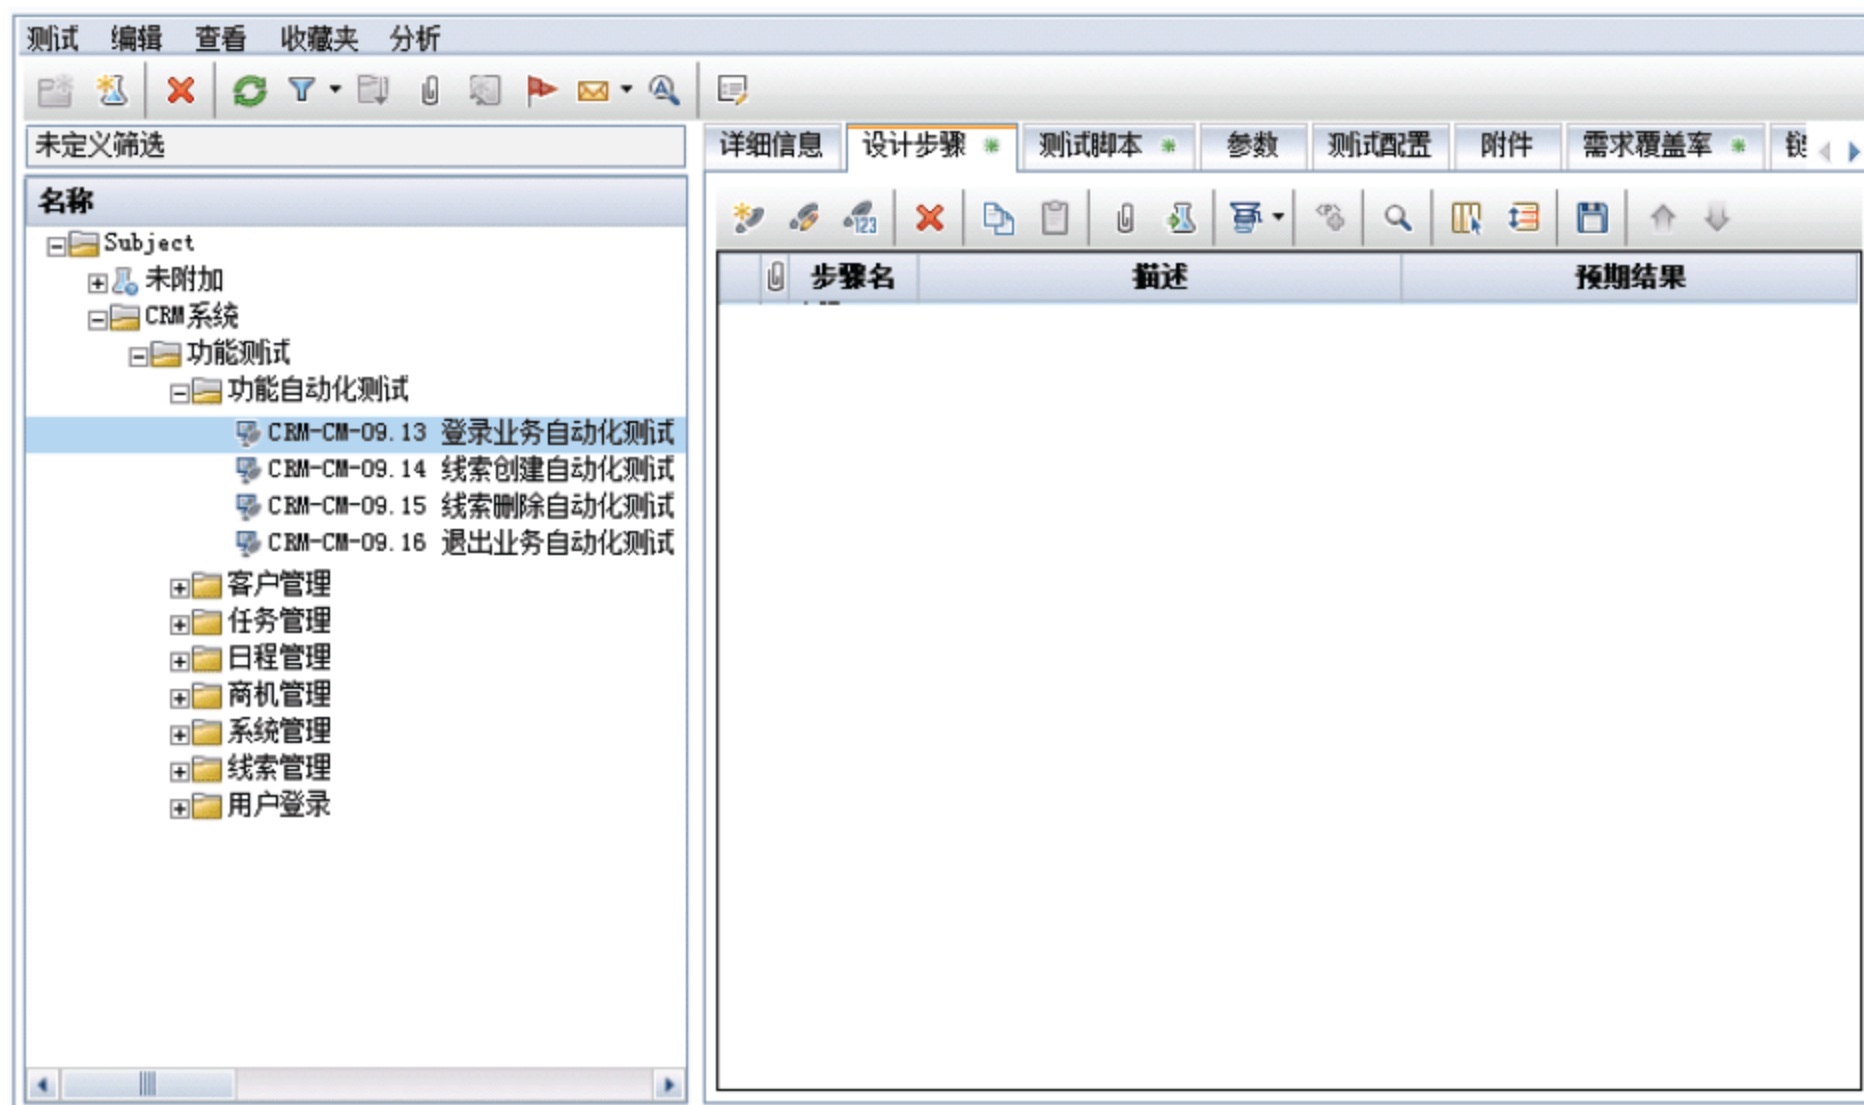 测试 编辑 查看 收藏夹 分析
未定义筛选
名称
Subject
未附加
CRM系统
功能测试
功能自动化测试
CRM-CM-09.13 登录业务自动化测试
CRM-CM-09.14 线索创建自动化测试
CRM-CM-09.15 线索删除自动化测试
CRM-CM-09.16 退出业务自动化测试
客户管理
任务管理
日程管理
商机管理
系统管理
线索管理
用户登录
详细信息 设计步骤 测试脚本 参数 测试配置 附件 需求覆盖率
123
步骤名 描述 预期结果